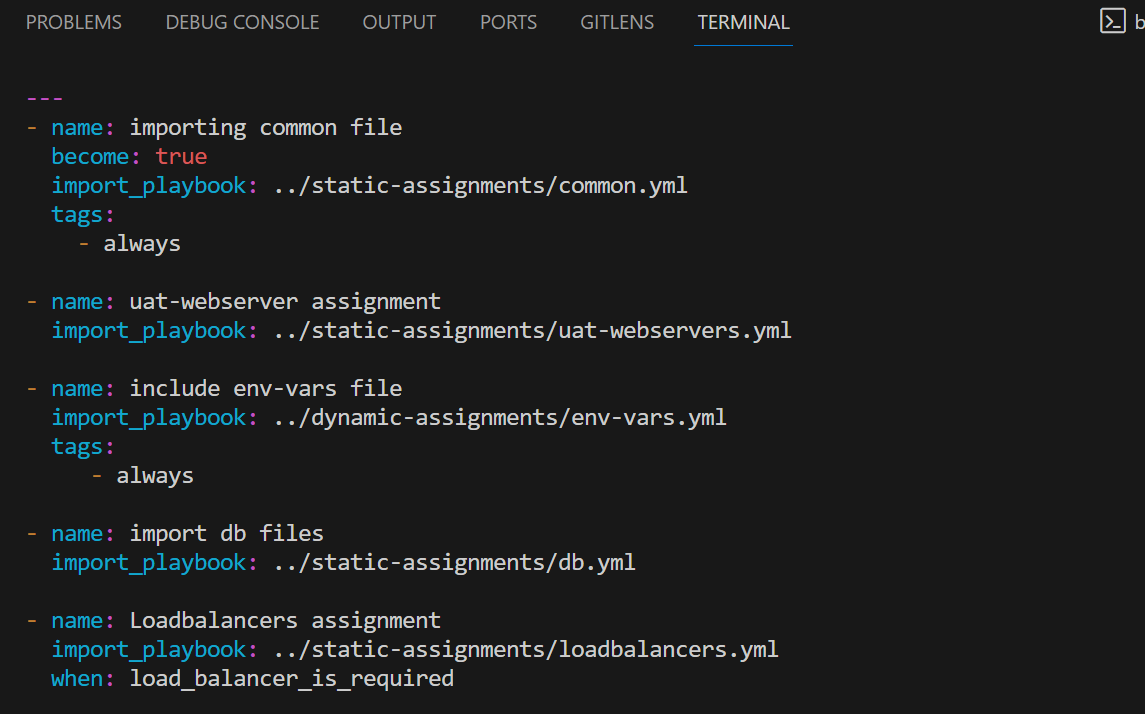 PROBLEMS DEBUG CONSOLE OUTPUT PORTS GITLENS TERMINAL b
---
- name: importing common file
  become: true
  import_playbook: ../static-assignments/common.yml
  tags:
    - always

- name: uat-webserver assignment
  import_playbook: ../static-assignments/uat-webservers.yml

- name: include env-vars file
  import_playbook: ../dynamic-assignments/env-vars.yml
  tags:
     - always

- name: import db files
  import_playbook: ../static-assignments/db.yml

- name: Loadbalancers assignment
  import_playbook: ../static-assignments/loadbalancers.yml
  when: load_balancer_is_required